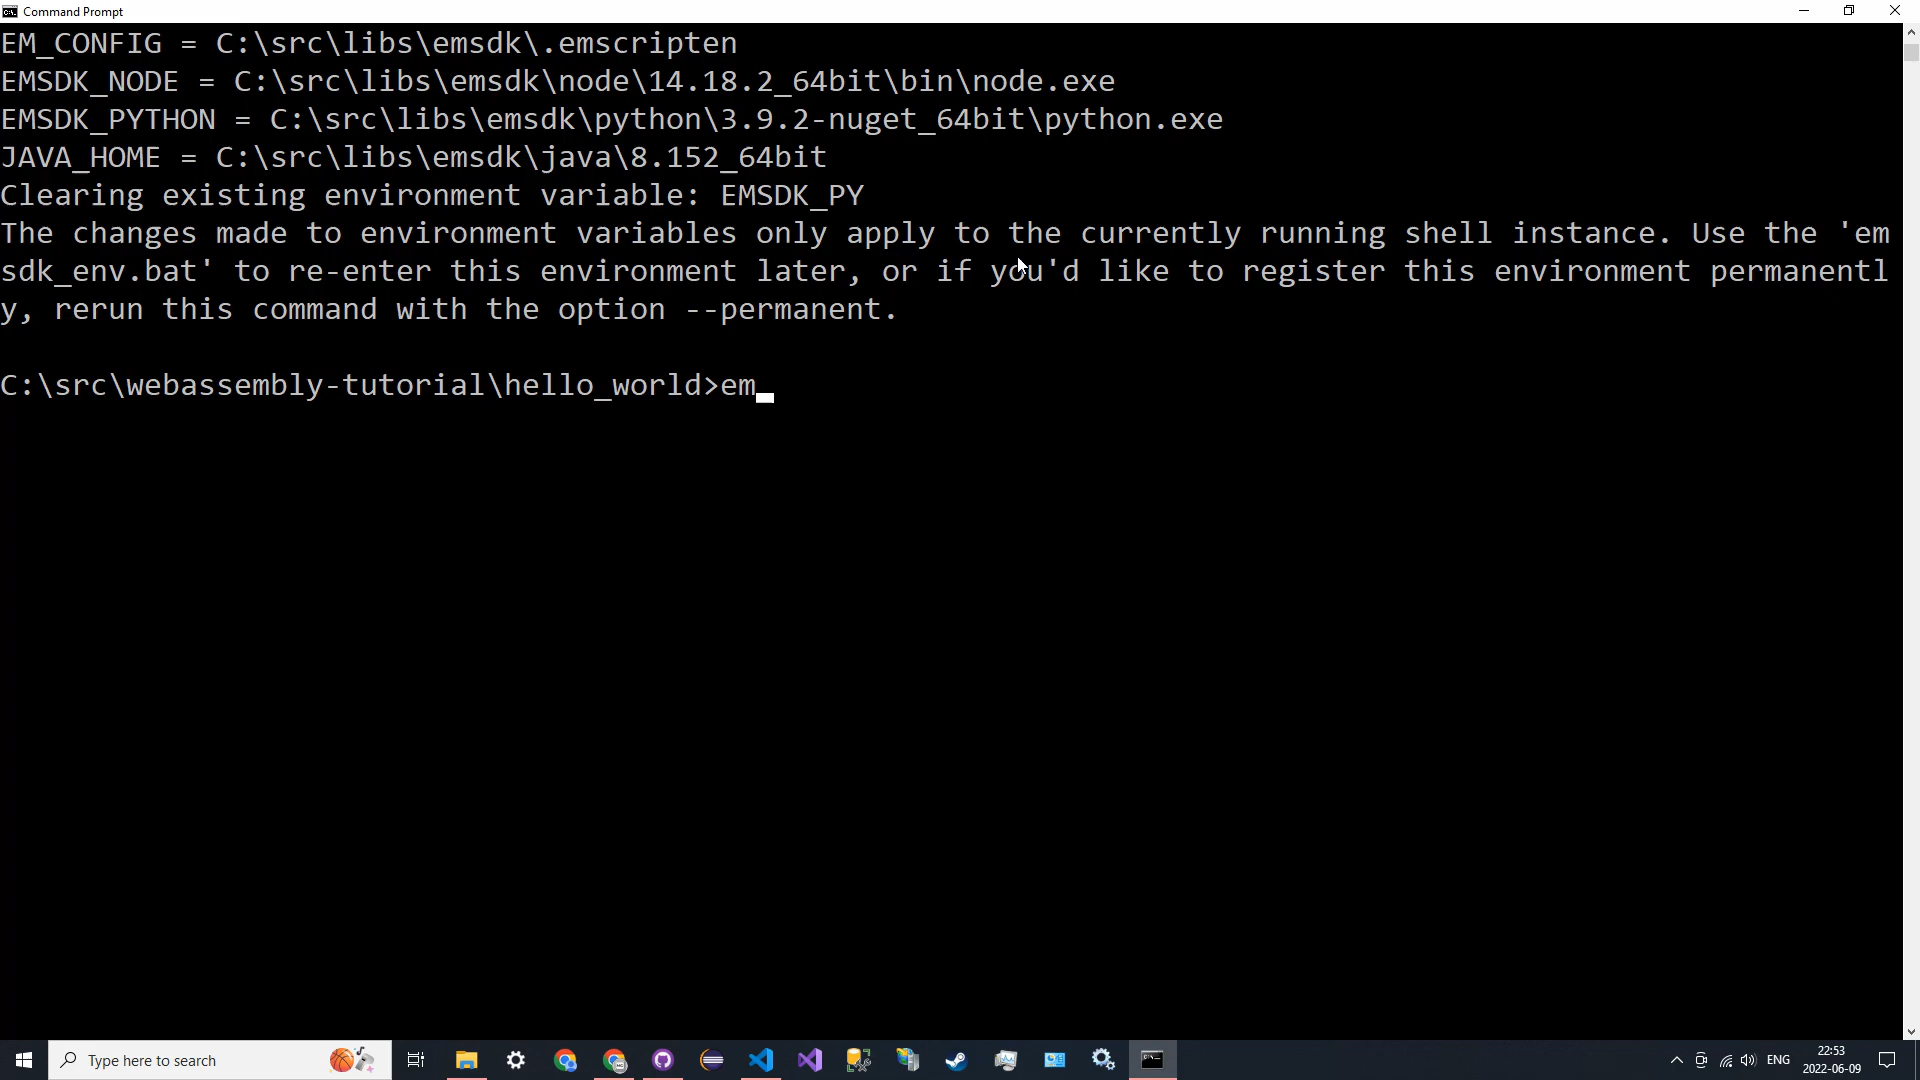 Command Prompt
EM_CONFIG = C:\src\libs\emsdk\.emscripten
EMSDK_NODE = C:\src\libs\emsdk\node\14.18.2_64bit\bin\node.exe
EMSDK_PYTHON = C:\src\libs\emsdk\python\3.9.2-nuget_64bit\python.exe
JAVA_HOME = C:\src\libs\emsdk\java\8.152_64bit
Clearing existing environment variable: EMSDK_PY
The changes made to environment variables only apply to the currently running shell instance. Use the 'em
sdk_env.bat' to re-enter this environment later, or if you'd like to register this environment permanentl
y, rerun this command with the option --permanent.
C:\src\webassembly-tutorial\hello_world>em
Type here to search
ENG
22:53
2022-06-09